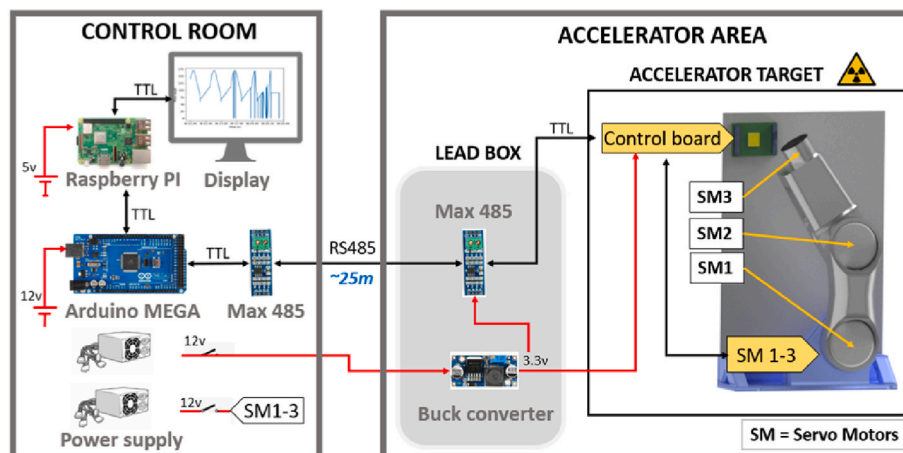 CONTROL ROOM
TTL
5v
Raspberry PI
Display
TTL
12v
TTL
Arduino MEGA
Max 485
12v
12v
SM1-3
Power supply
RS485
~25m
ACCELERATOR AREA
ACCELERATOR TARGET
TTL
Control board
LEAD BOX
Max 485
SM3
SM2
SM1
3.3v
SM 1-3
Buck converter
SM = Servo Motors